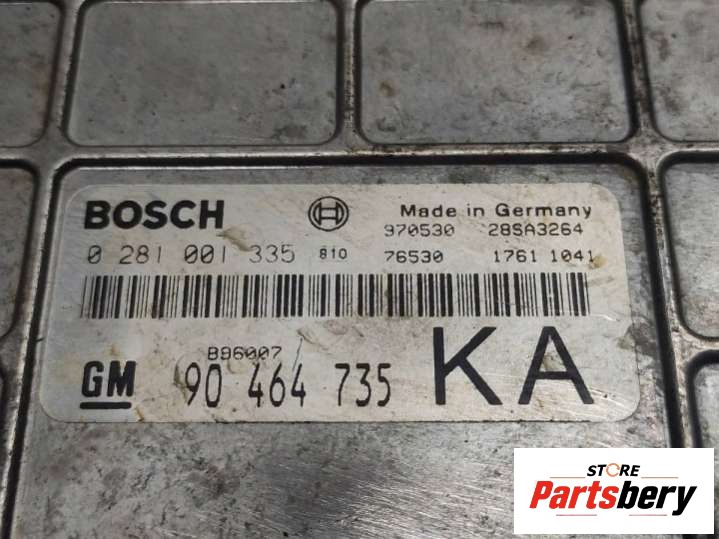 BOSCH Made in Germany
970530 28SA3264
0 281 001 335 810 76530 1761 1041
B96007
GM 90 464 735 KA
STORE
Partsbery